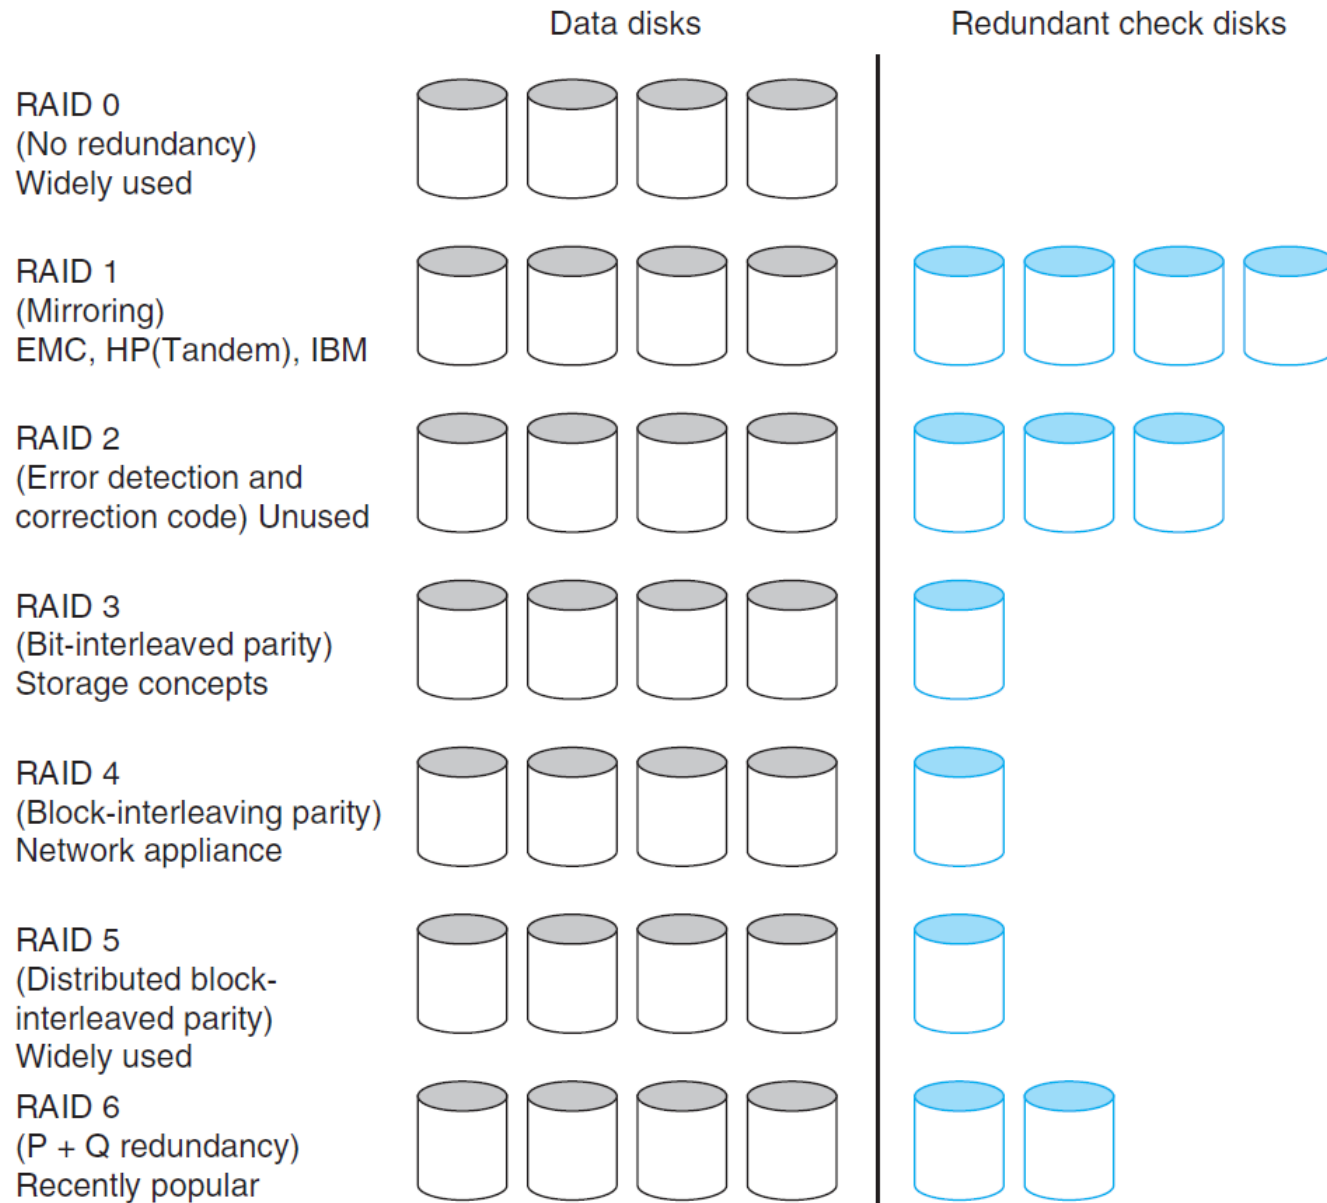 Data disks
Redundant check disks
RAID 0
(No redundancy)
Widely used
RAID 1
(Mirroring)
EMC, HP(Tandem), IBM
RAID 2
(Error detection and
correction code) Unused
RAID 3
(Bit-interleaved parity)
Storage concepts
RAID 4
(Block-interleaving parity)
Network appliance
RAID 5
(Distributed block-
interleaved parity)
Widely used
RAID 6
(P + Q redundancy)
Recently popular